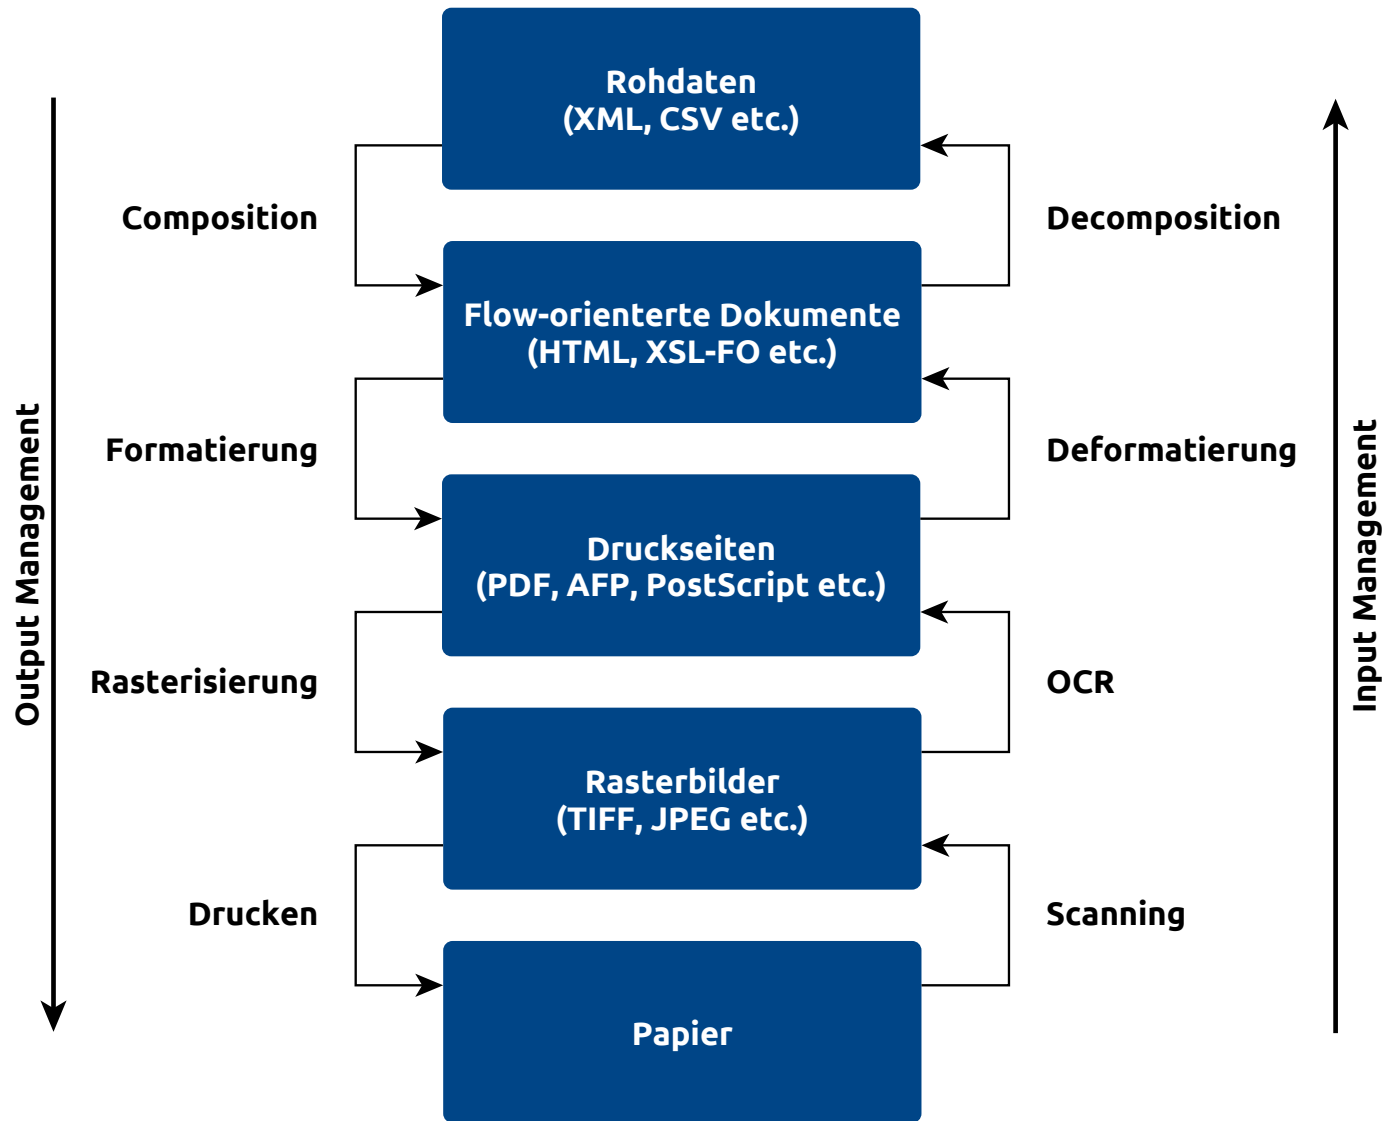 Rohdaten
(XML, CSV etc.)
Composition
Decomposition
Flow-orienterte Dokumente
(HTML, XSL-FO etc.)
Output Management
Formatierung
Deformatierung
Input Management
Druckseiten
(PDF, AFP, PostScript etc.)
Rasterisierung
OCR
Rasterbilder
(TIFF, JPEG etc.)
Drucken
Scanning
Papier